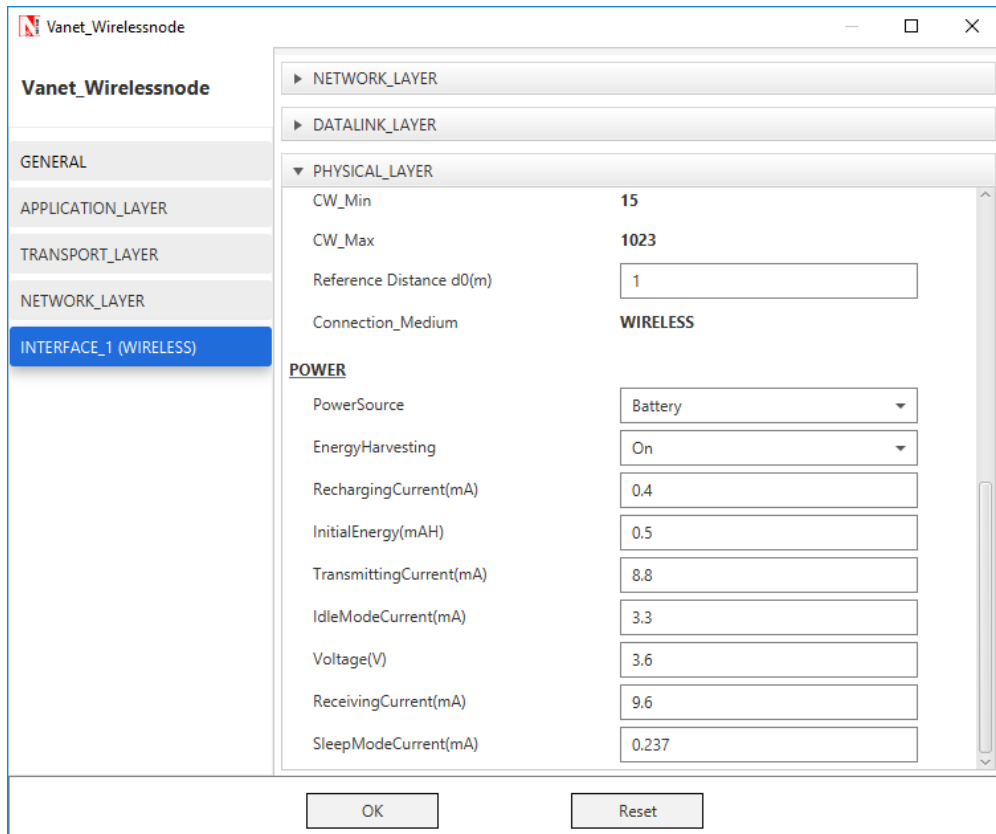 Vanet_Wirelessnode
Vanet_Wirelessnode
GENERAL
APPLICATION_LAYER
TRANSPORT_LAYER
NETWORK_LAYER
INTERFACE_1 (WIRELESS)
NETWORK_LAYER
DATALINK_LAYER
PHYSICAL_LAYER
CW_Min 15
CW_Max 1023
Reference Distance d0(m) 1
Connection_Medium WIRELESS
POWER
PowerSource Battery
EnergyHarvesting On
RechargingCurrent(mA) 0.4
InitialEnergy(mAH) 0.5
TransmittingCurrent(mA) 8.8
IdleModeCurrent(mA) 3.3
Voltage(V) 3.6
ReceivingCurrent(mA) 9.6
SleepModeCurrent(mA) 0.237
OK Reset